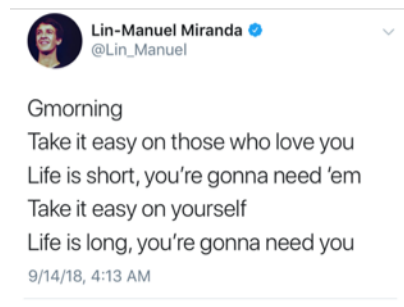 Lin-Manuel Miranda
@Lin_Manuel
Gmorning
Take it easy on those who love you
Life is short, you're gonna need 'em
Take it easy on yourself
Life is long, you're gonna need you
9/14/18, 4:13 AM